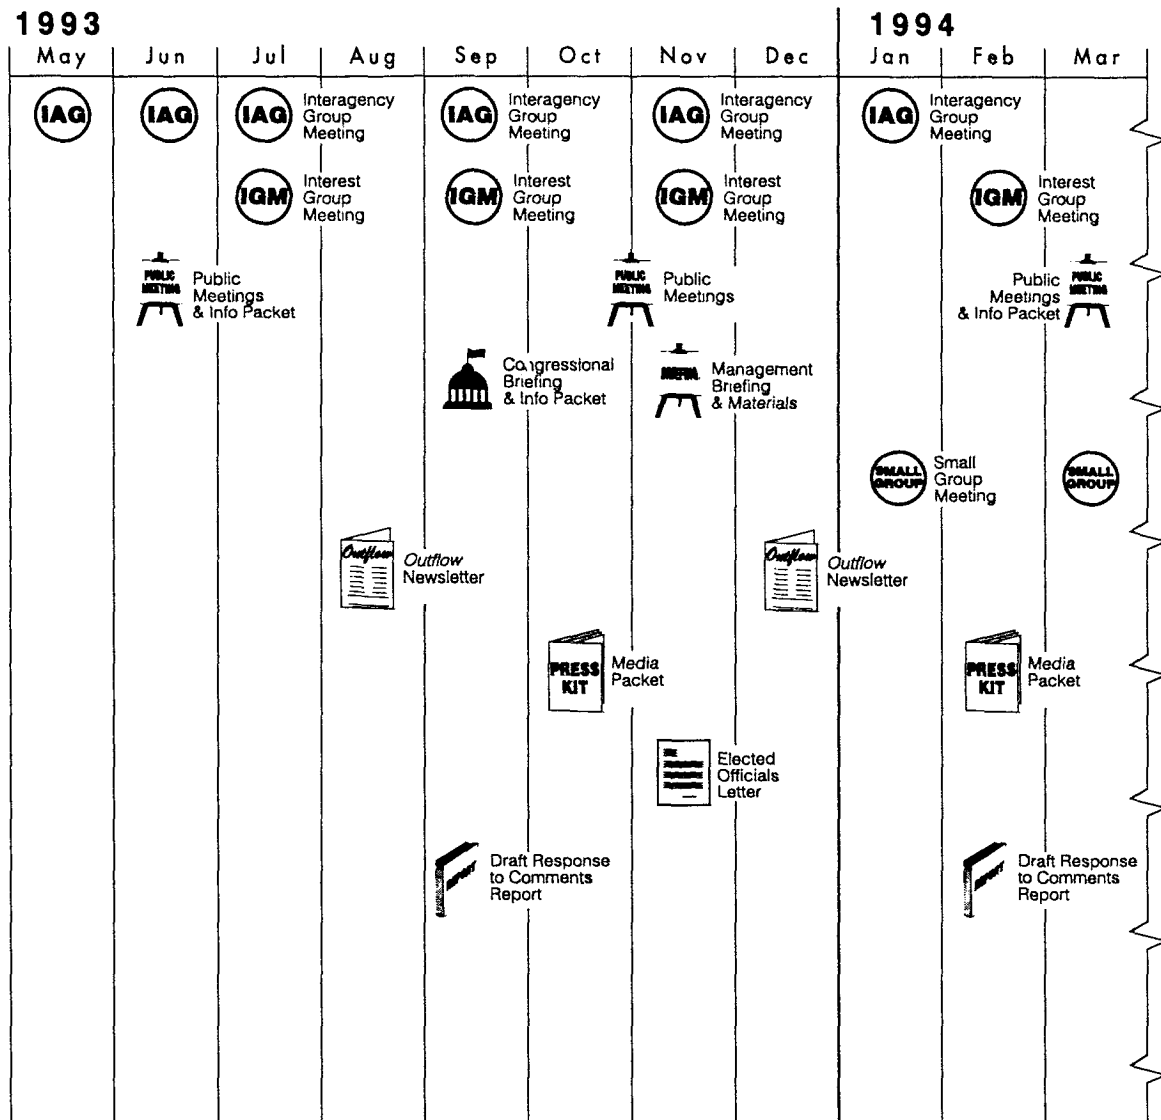 1993
1994
May Jun Jul Aug Sep Oct Nov Dec Jan Feb Mar
IAG
IAG
IAG
Interagency
Group
Meeting
IAG
Interagency
Group
Meeting
IAG
Interagency
Group
Meeting
IAG
Interagency
Group
Meeting
IGM
Interest
Group
Meeting
IGM
Interest
Group
Meeting
IGM
Interest
Group
Meeting
IGM
Interest
Group
Meeting
PUBLIC
MEETING
Public
Meetings
& Info Packet
PUBLIC
MEETING
Public
Meetings
Public
Meetings
& Info Packet
PUBLIC
MEETING
Congressional
Briefing
& Info Packet
Management
Briefing
& Materials
SMALL
GROUP
Small
Group
Meeting
SMALL
GROUP
Outflow
Outflow
Newsletter
Outflow
Outflow
Newsletter
PRESS
KIT
Media
Packet
PRESS
KIT
Media
Packet
Elected
Officials
Letter
REPORT
Draft Response
to Comments
Report
REPORT
Draft Response
to Comments
Report